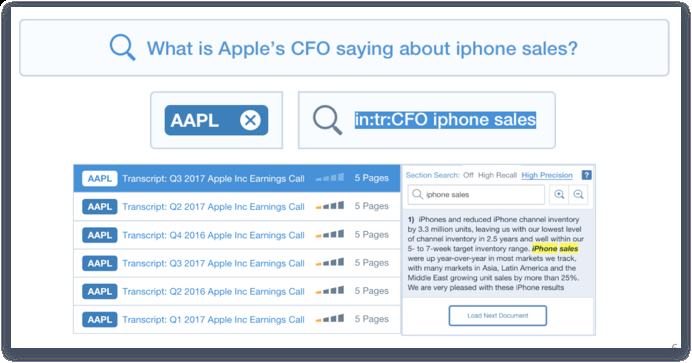 What is Apple's CFO saying about iphone sales?
AAPL
in:tr:CFO iphone sales
AAPL Transcript: Q3 2017 Apple Inc Earnings Call 5 Pages
AAPL Transcript: Q2 2017 Apple Inc Earnings Call 5 Pages
AAPL Transcript: Q4 2016 Apple Inc Earnings Call 5 Pages
AAPL Transcript: Q3 2017 Apple Inc Earnings Call 5 Pages
AAPL Transcript: Q2 2016 Apple Inc Earnings Call 5 Pages
AAPL Transcript: Q1 2017 Apple Inc Earnings Call 5 Pages
Section Search: Off High Recall High Precision ?
iphone sales
1) iPhones and reduced iPhone channel inventory
by 3.3 million units, leaving us with our lowest level
of channel inventory in 2.5 years and well within our
5- to 7-week target inventory range. iPhone sales
were up year-over-year in most markets we track,
with many markets in Asia, Latin America and the
Middle East growing unit sales by more than 25%.
We are very pleased with these iPhone results
Load Next Document